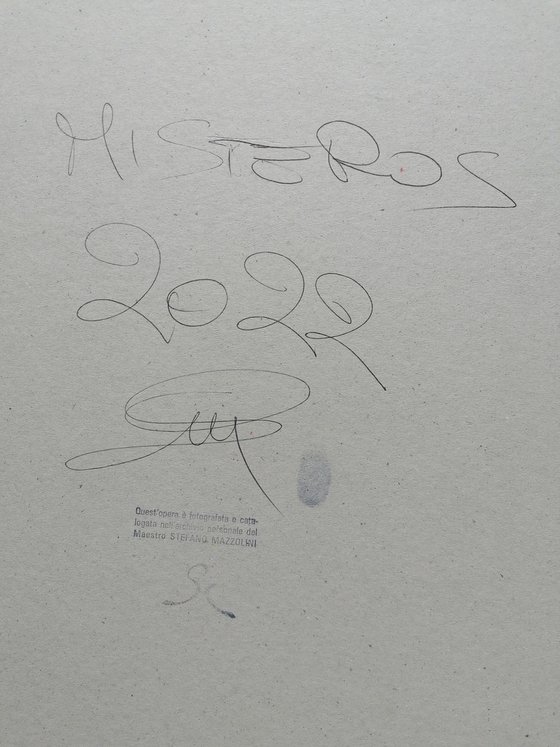 MISTEROS
2022
Quest'opera è fotografata e cata-
logata nell'archivio personale del
Maestro STEFANO MAZZOLINI